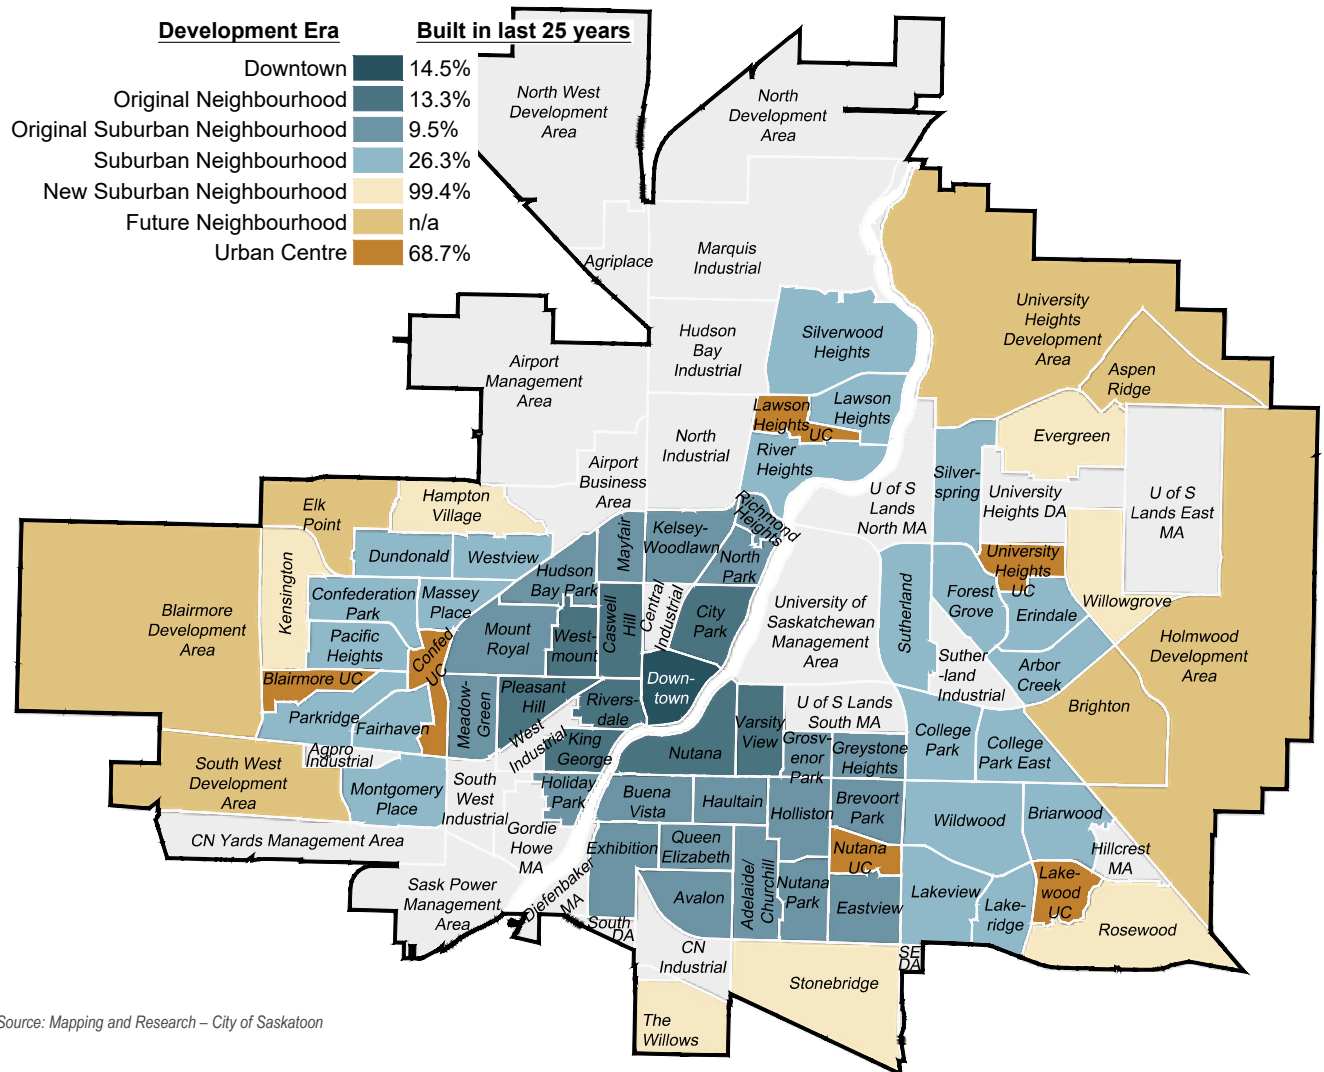 Development Era Built in last 25 years
Downtown 14.5%
Original Neighbourhood 13.3%
Original Suburban Neighbourhood 9.5%
Suburban Neighbourhood 26.3%
New Suburban Neighbourhood 99.4%
Future Neighbourhood n/a
Urban Centre 68.7%
North West
Development
Area
North
Development
Area
Agriplace
Marquis
Industrial
University
Heights
Development
Area
Hudson
Bay
Industrial
Silverwood
Heights
Airport
Management
Area
Aspen
Ridge
Lawson
Heights
UC
Lawson
Heights
North
Industrial
River
Heights
Evergreen
Airport
Business
Area
Silver-
spring
U of S
Lands
North MA
University
Heights DA
U of S
Lands East
MA
Elk
Point
Hampton
Village
Richmond
Heights
Mayfair
Kelsey-
Woodlawn
North
Park
Dundonald
Westview
Hudson
Bay Park
University
Heights
UC
Kensington
Confederation
Park
Massey
Place
Caswell
Hill
Central
Industrial
City
Park
University of
Saskatchewan
Management
Area
Sutherland
Forest
Grove
Erindale
Willowgrove
Blairmore
Development
Area
Pacific
Heights
Confed
UC
Mount
Royal
West-
mount
Holmwood
Development
Area
Suther
-land
Industrial
Arbor
Creek
Blairmore UC
Down-
town
Meadow-
Green
Pleasant
Hill
Rivers-
dale
U of S Lands
South MA
Brighton
Parkridge
Fairhaven
West
Industrial
King
George
Nutana
Varsity
View
Grosv-
enor
Park
Greystone
Heights
College
Park
College
Park East
Agpro
Industrial
South West
Development
Area
Montgomery
Place
South
West
Industrial
Holiday
Park
Buena
Vista
Haultain
Holliston
Brevoort
Park
Wildwood
Briarwood
CN Yards Management Area
Gordie
Howe
MA
Exhibition
Queen
Elizabeth
Nutana
UC
Hillcrest
MA
Sask Power
Management
Area
Diefenbaker
MA
Avalon
Adelaide/
Churchill
Nutana
Park
Eastview
Lakeview
Lake-
ridge
Lake-
wood
UC
Rosewood
South
DA
CN
Industrial
SE
DA
Stonebridge
The
Willows
Source: Mapping and Research – City of Saskatoon